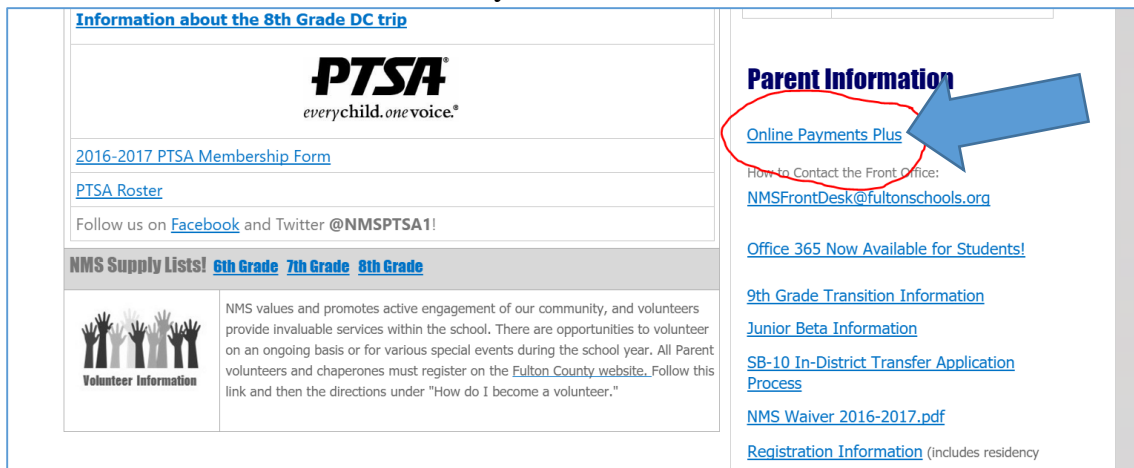 Information about the 8th Grade DC trip
PTSA®
everychild.onevoice.®
2016-2017 PTSA Membership Form
PTSA Roster
Follow us on Facebook and Twitter @NMSPTSA1!
NMS Supply Lists! 6th Grade 7th Grade 8th Grade
Volunteer Information
NMS values and promotes active engagement of our community, and volunteers
provide invaluable services within the school. There are opportunities to volunteer
on an ongoing basis or for various special events during the school year. All Parent
volunteers and chaperones must register on the Fulton County website. Follow this
link and then the directions under "How do I become a volunteer."
Parent Information
Online Payments Plus
How to Contact the Front Office:
NMSFrontDesk@fultonschools.org
Office 365 Now Available for Students!
9th Grade Transition Information
Junior Beta Information
SB-10 In-District Transfer Application
Process
NMS Waiver 2016-2017.pdf
Registration Information (includes residency